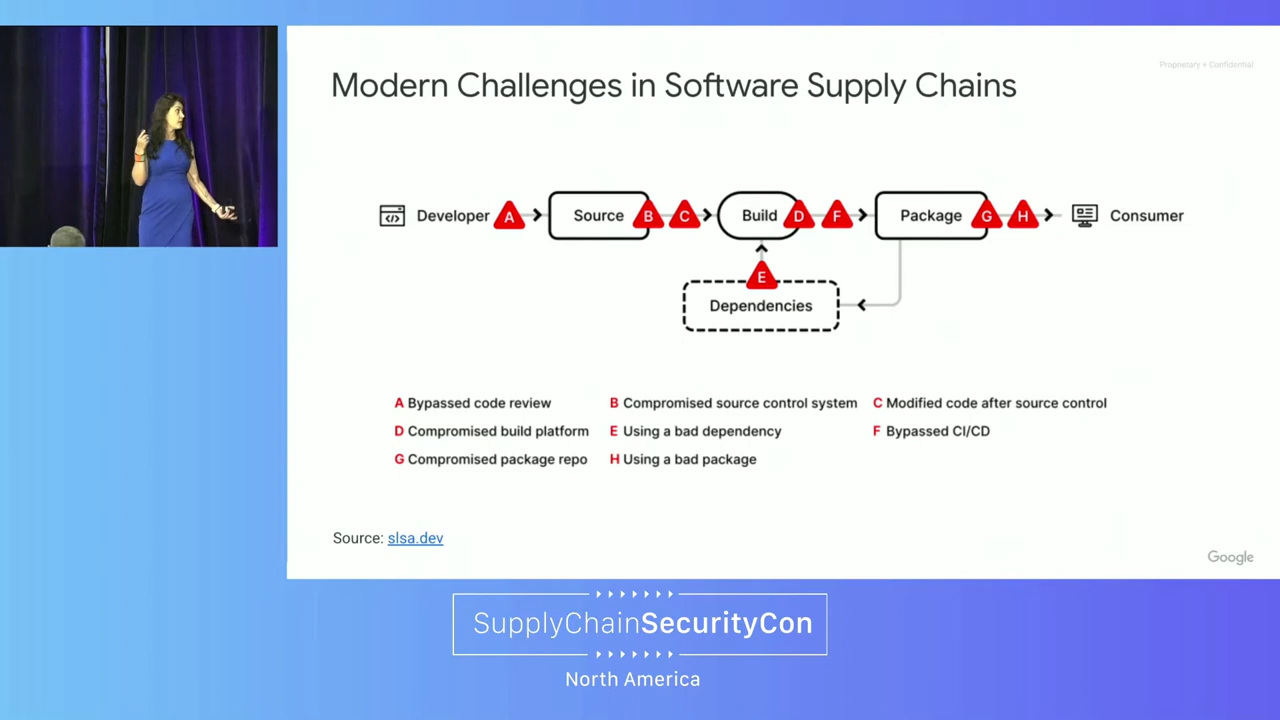 Proprietary + Confidential
Modern Challenges in Software Supply Chains
Developer A Source B C Build D F Package G H Consumer
E
Dependencies
A Bypassed code review B Compromised source control system C Modified code after source control
D Compromised build platform E Using a bad dependency F Bypassed CI/CD
G Compromised package repo H Using a bad package
Source: slsa.dev
Google
SupplyChainSecurityCon
North America